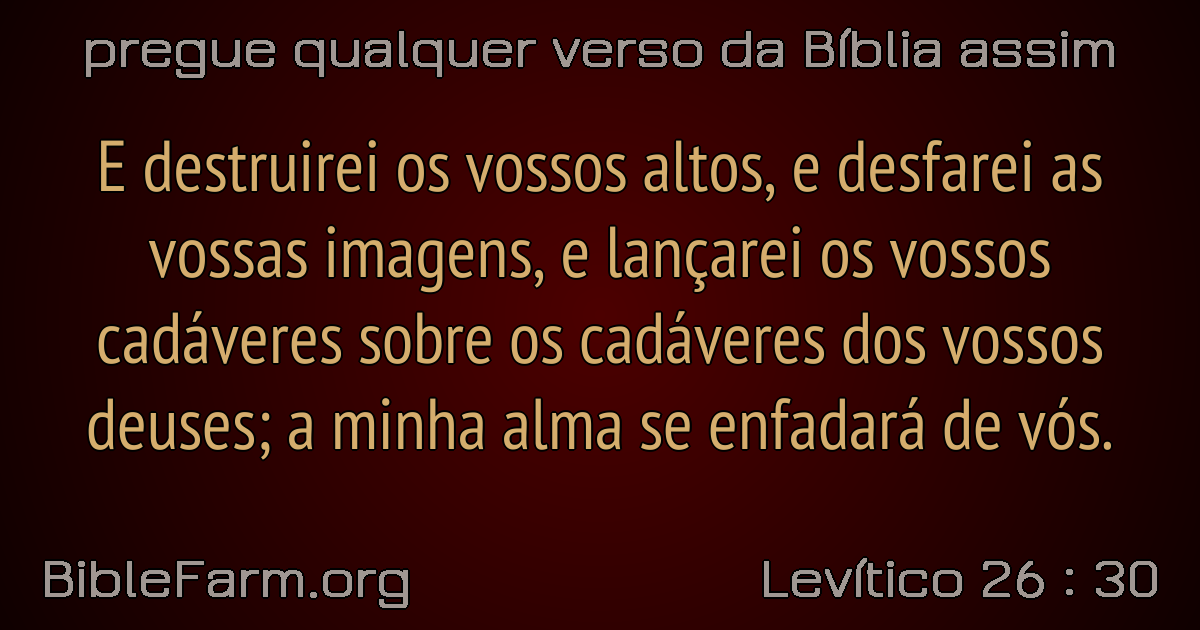 pregue qualquer verso da Bíblia assim
E destruirei os vossos altos, e desfarei as
vossas imagens, e lançarei os vossos
cadáveres sobre os cadáveres dos vossos
deuses; a minha alma se enfadará de vós.
BibleFarm.org
Levítico 26 : 30